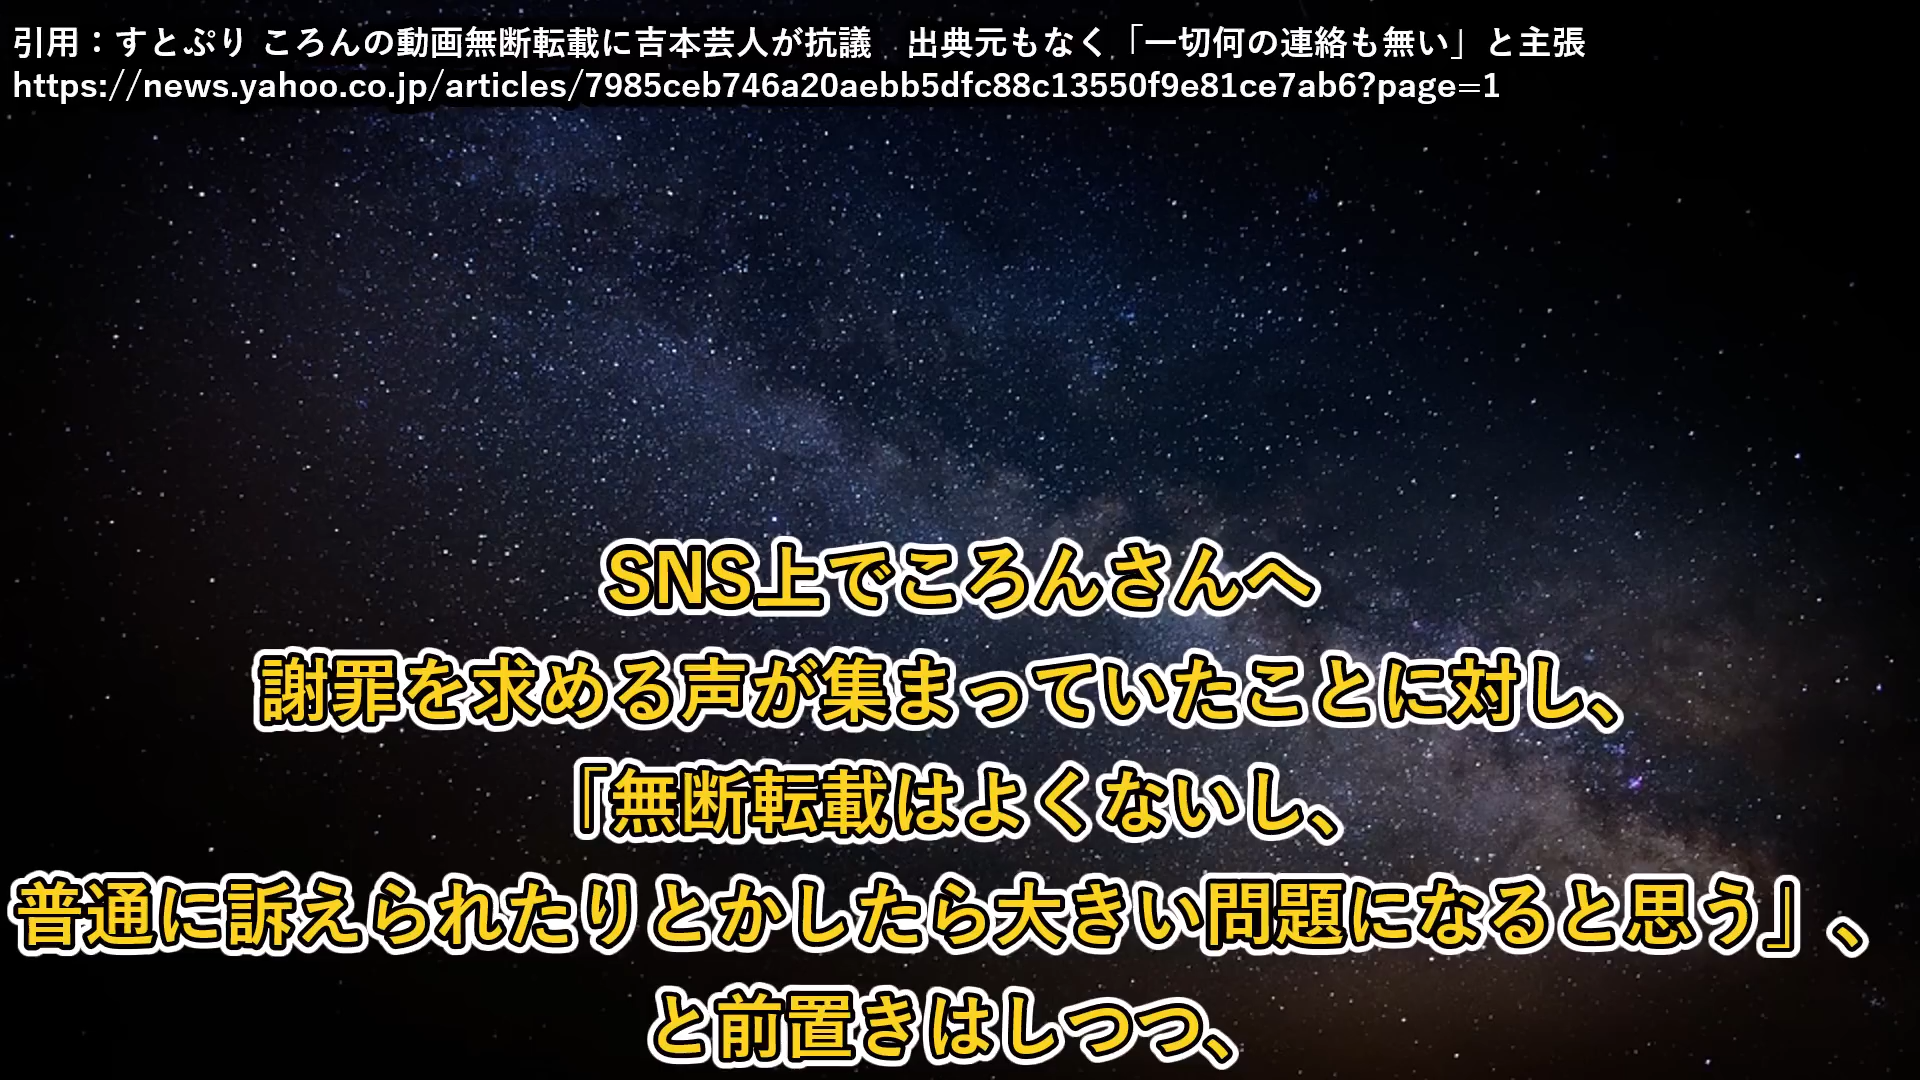 引用：すとぷり ころんの動画無断転載に吉本芸人が抗議　出典元もなく「一切何の連絡も無い」と主張
https://news.yahoo.co.jp/articles/7985ceb746a20aebb5dfc88c13550f9e81ce7ab6?page=1
SNS上でころんさんへ
謝罪を求める声が集まっていたことに対し、
「無断転載はよくないし、
普通に訴えられたりとかしたら大きい問題になると思う」、
と前置きはしつつ、